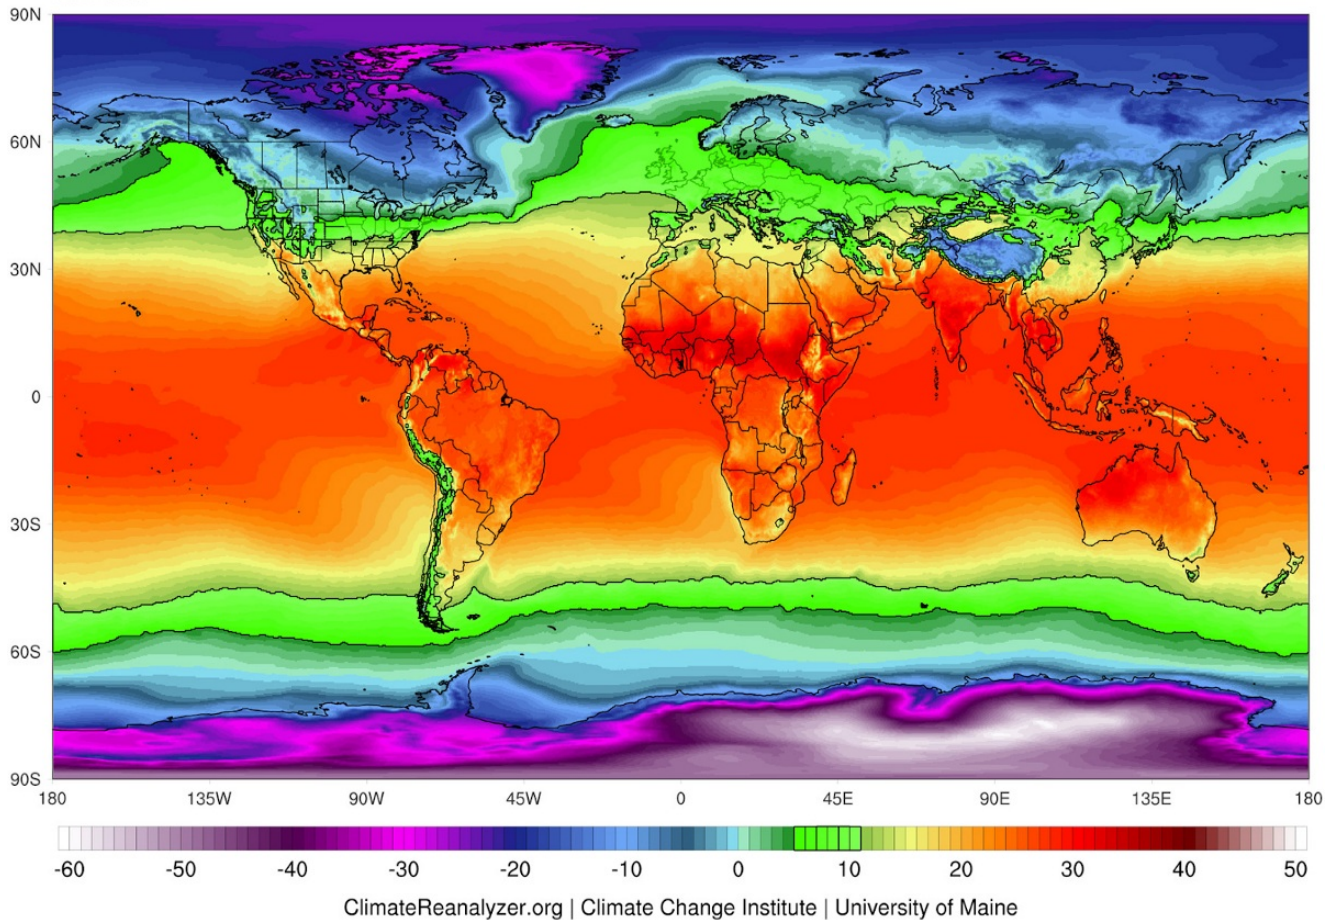 90N
60N
30N
0
30S
60S
90S
180 135W 90W 45W 0 45E 90E 135E 180
-60 -50 -40 -30 -20 -10 0 10 20 30 40 50
ClimateReanalyzer.org | Climate Change Institute | University of Maine